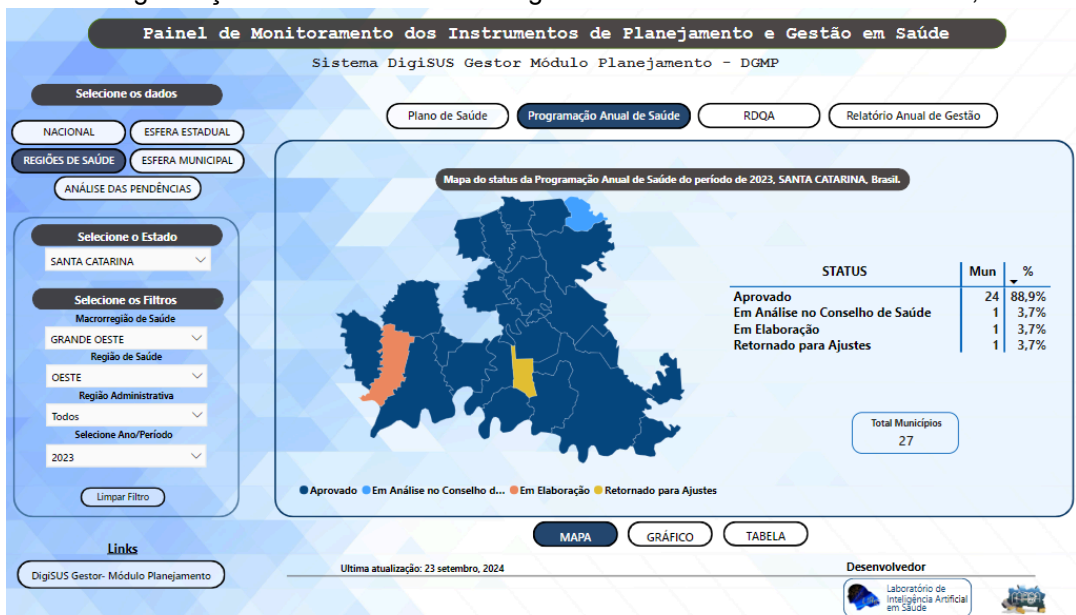 Painel de Monitoramento dos Instrumentos de Planejamento e Gestão em Saúde
Sistema DigiSUS Gestor Módulo Planejamento - DGMP
Selecione os dados
NACIONAL
ESFERA ESTADUAL
REGIÕES DE SAÚDE
ESFERA MUNICIPAL
ANÁLISE DAS PENDÊNCIAS
Plano de Saúde
Programação Anual de Saúde
RDQA
Relatório Anual de Gestão
Selecione o Estado
SANTA CATARINA
Selecione os Filtros
Macrorregião de Saúde
GRANDE OESTE
Região de Saúde
OESTE
Região Administrativa
Todos
Selecione Ano/Período
2023
Limpar Filtro
Links
DigiSUS Gestor- Módulo Planejamento
Mapa do status da Programação Anual de Saúde do período de 2023, SANTA CATARINA, Brasil.
STATUS Mun %
Aprovado 24 88,9%
Em Análise no Conselho de Saúde 1 3,7%
Em Elaboração 1 3,7%
Retornado para Ajustes 1 3,7%
Total Municípios
27
Aprovado Em Análise no Conselho d... Em Elaboração Retornado para Ajustes
MAPA
GRÁFICO
TABELA
Ultima atualização: 23 setembro, 2024
Desenvolvedor
Laboratório de
Inteligência Artificial
em Saúde